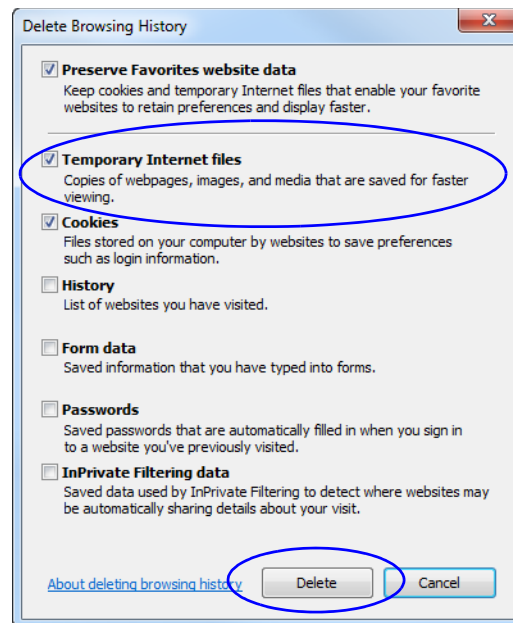 Delete Browsing History
Preserve Favorites website data
Keep cookies and temporary Internet files that enable your favorite
websites to retain preferences and display faster.
Temporary Internet files
Copies of webpages, images, and media that are saved for faster
viewing.
Cookies
Files stored on your computer by websites to save preferences
such as login information.
History
List of websites you have visited.
Form data
Saved information that you have typed into forms.
Passwords
Saved passwords that are automatically filled in when you sign in
to a website you've previously visited.
InPrivate Filtering data
Saved data used by InPrivate Filtering to detect where websites may
be automatically sharing details about your visit.
About deleting browsing history Delete Cancel